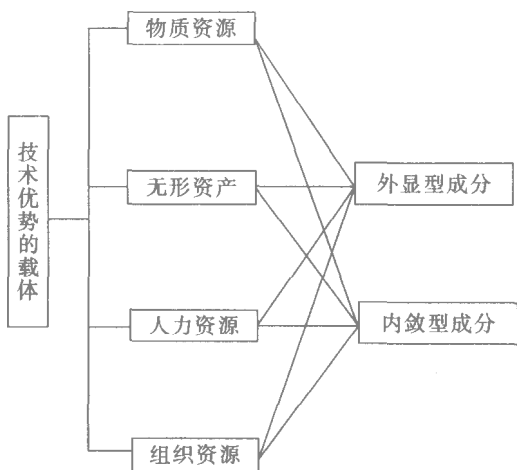 物质资源
技术优势的载体
无形资产
外显型成分
人力资源
内敛型成分
组织资源